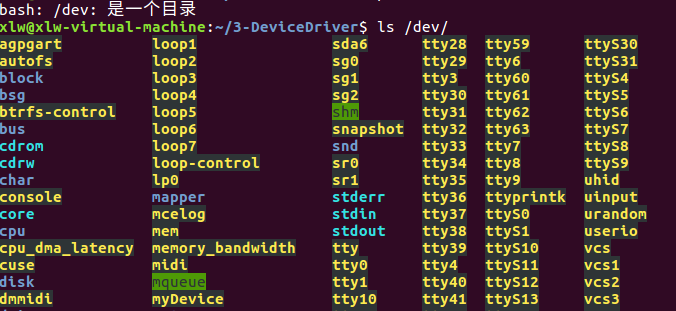 bash: /dev: 是一个目录
xlw@xlw-virtual-machine:~/3-DeviceDriver$ ls /dev/
agpgart loop1 sda6 tty28 tty59 ttyS30
autofs loop2 sg0 tty29 tty6 ttyS31
block loop3 sg1 tty3 tty60 ttyS4
bsg loop4 sg2 tty30 tty61 ttyS5
btrfs-control loop5 shm tty31 tty62 ttyS6
bus loop6 snapshot tty32 tty63 ttyS7
cdrom loop7 snd tty33 tty7 ttyS8
cdrw loop-control sr0 tty34 tty8 ttyS9
char lp0 sr1 tty35 tty9 uhid
console mapper stderr tty36 ttyprintk uinput
core mcelog stdin tty37 ttyS0 urandom
cpu mem stdout tty38 ttyS1 userio
cpu_dma_latency memory_bandwidth tty tty39 ttyS10 vcs
cuse midi tty0 tty4 ttyS11 vcs1
disk mqueue tty1 tty40 ttyS12 vcs2
dmmidi myDevice tty10 tty41 ttyS13 vcs3